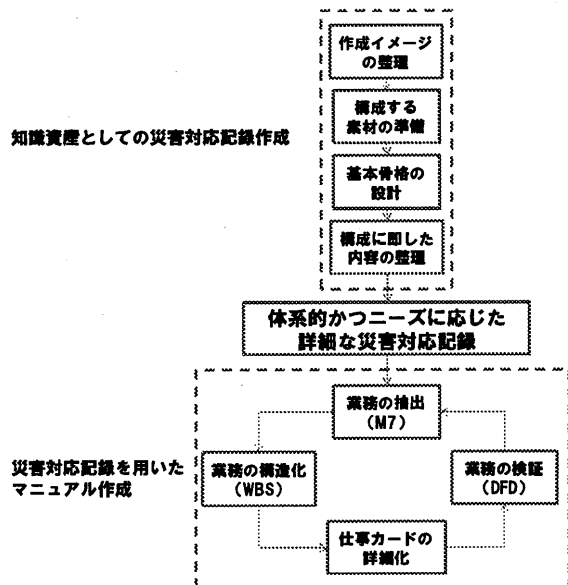 作成イメージ
の整理
構成する
素材の準備
知識資産としての災害対応記録作成
基本骨格の
設計
構成に即した
内容の整理
体系的かつニーズに応じた
詳細な災害対応記録
業務の抽出
(M7)
災害対応記録を用いた
マニュアル作成
業務の構造化
(WBS)
業務の検証
(DFD)
仕事カードの
詳細化